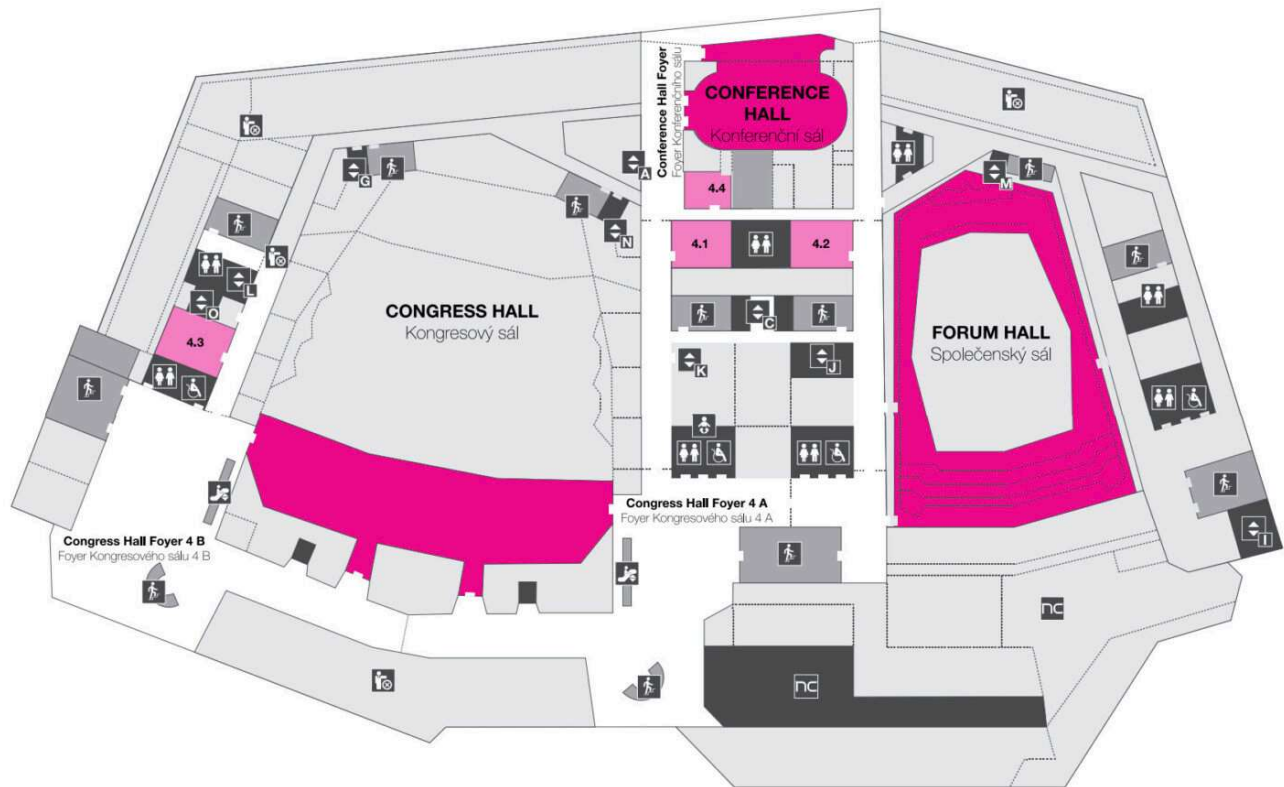 Conference Hall Foyer
Foyer Konferenčního sálu
CONFERENCE
HALL
Konferenční sál
A
G
M
4.4
N
4.1
4.2
L
O
C
4.3
CONGRESS HALL
Kongresový sál
FORUM HALL
Společenský sál
K
J
Congress Hall Foyer 4 A
Foyer Kongresového sálu 4 A
Congress Hall Foyer 4 B
Foyer Kongresového sálu 4 B
I
nc
nc